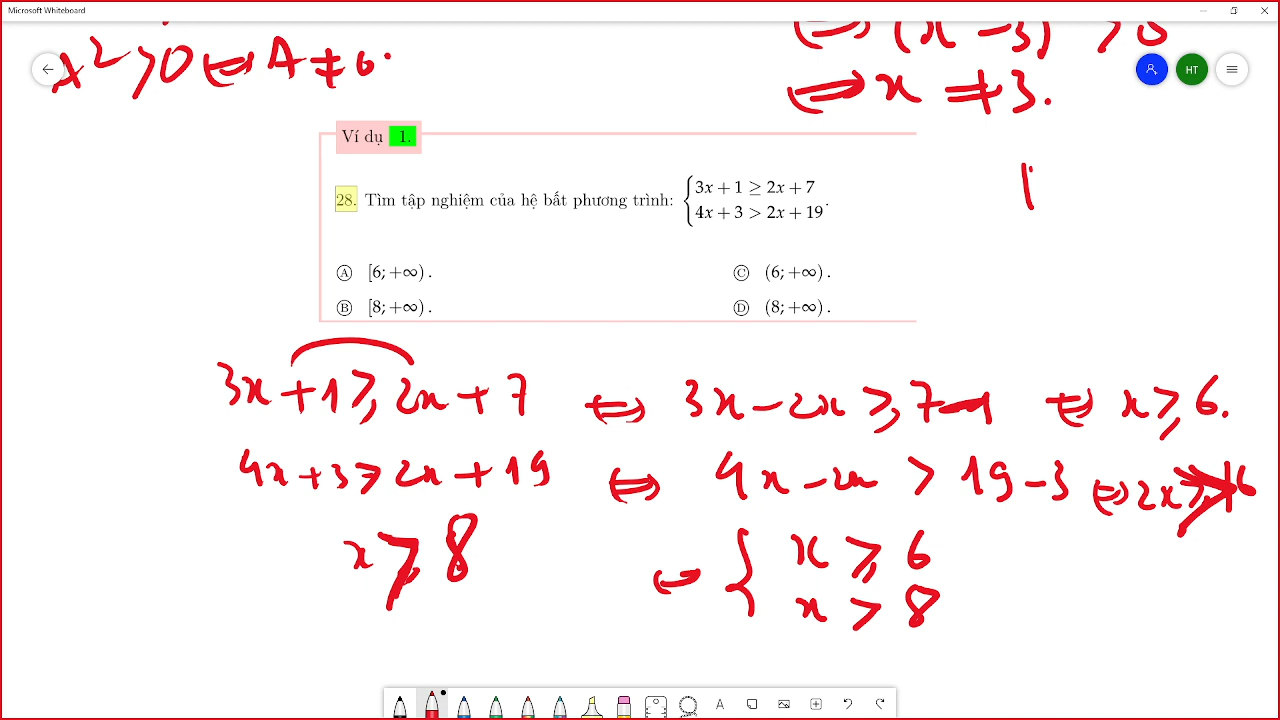 Microsoft Whiteboard
A² > 0 ⇔ A ≠ 0.
⇔ (x − 3) > 0
⇔ x ≠ 3.
HT
Ví dụ 1.
28. Tìm tập nghiệm của hệ bất phương trình: { 3x + 1 ≥ 2x + 7
4x + 3 > 2x + 19 .
Ⓐ [6; +∞) .
Ⓒ (6; +∞) .
Ⓑ [8; +∞) .
Ⓓ (8; +∞) .
3x + 1 ≥ 2x + 7 ⇔ 3x − 2x ≥ 7 − 1 ⇔ x ≥ 6.
4x + 3 > 2x + 19 ⇔ 4x − 2x > 19 − 3 ⇔ 2x > 16
x > 8
⇔ { x ≥ 6
x > 8
A